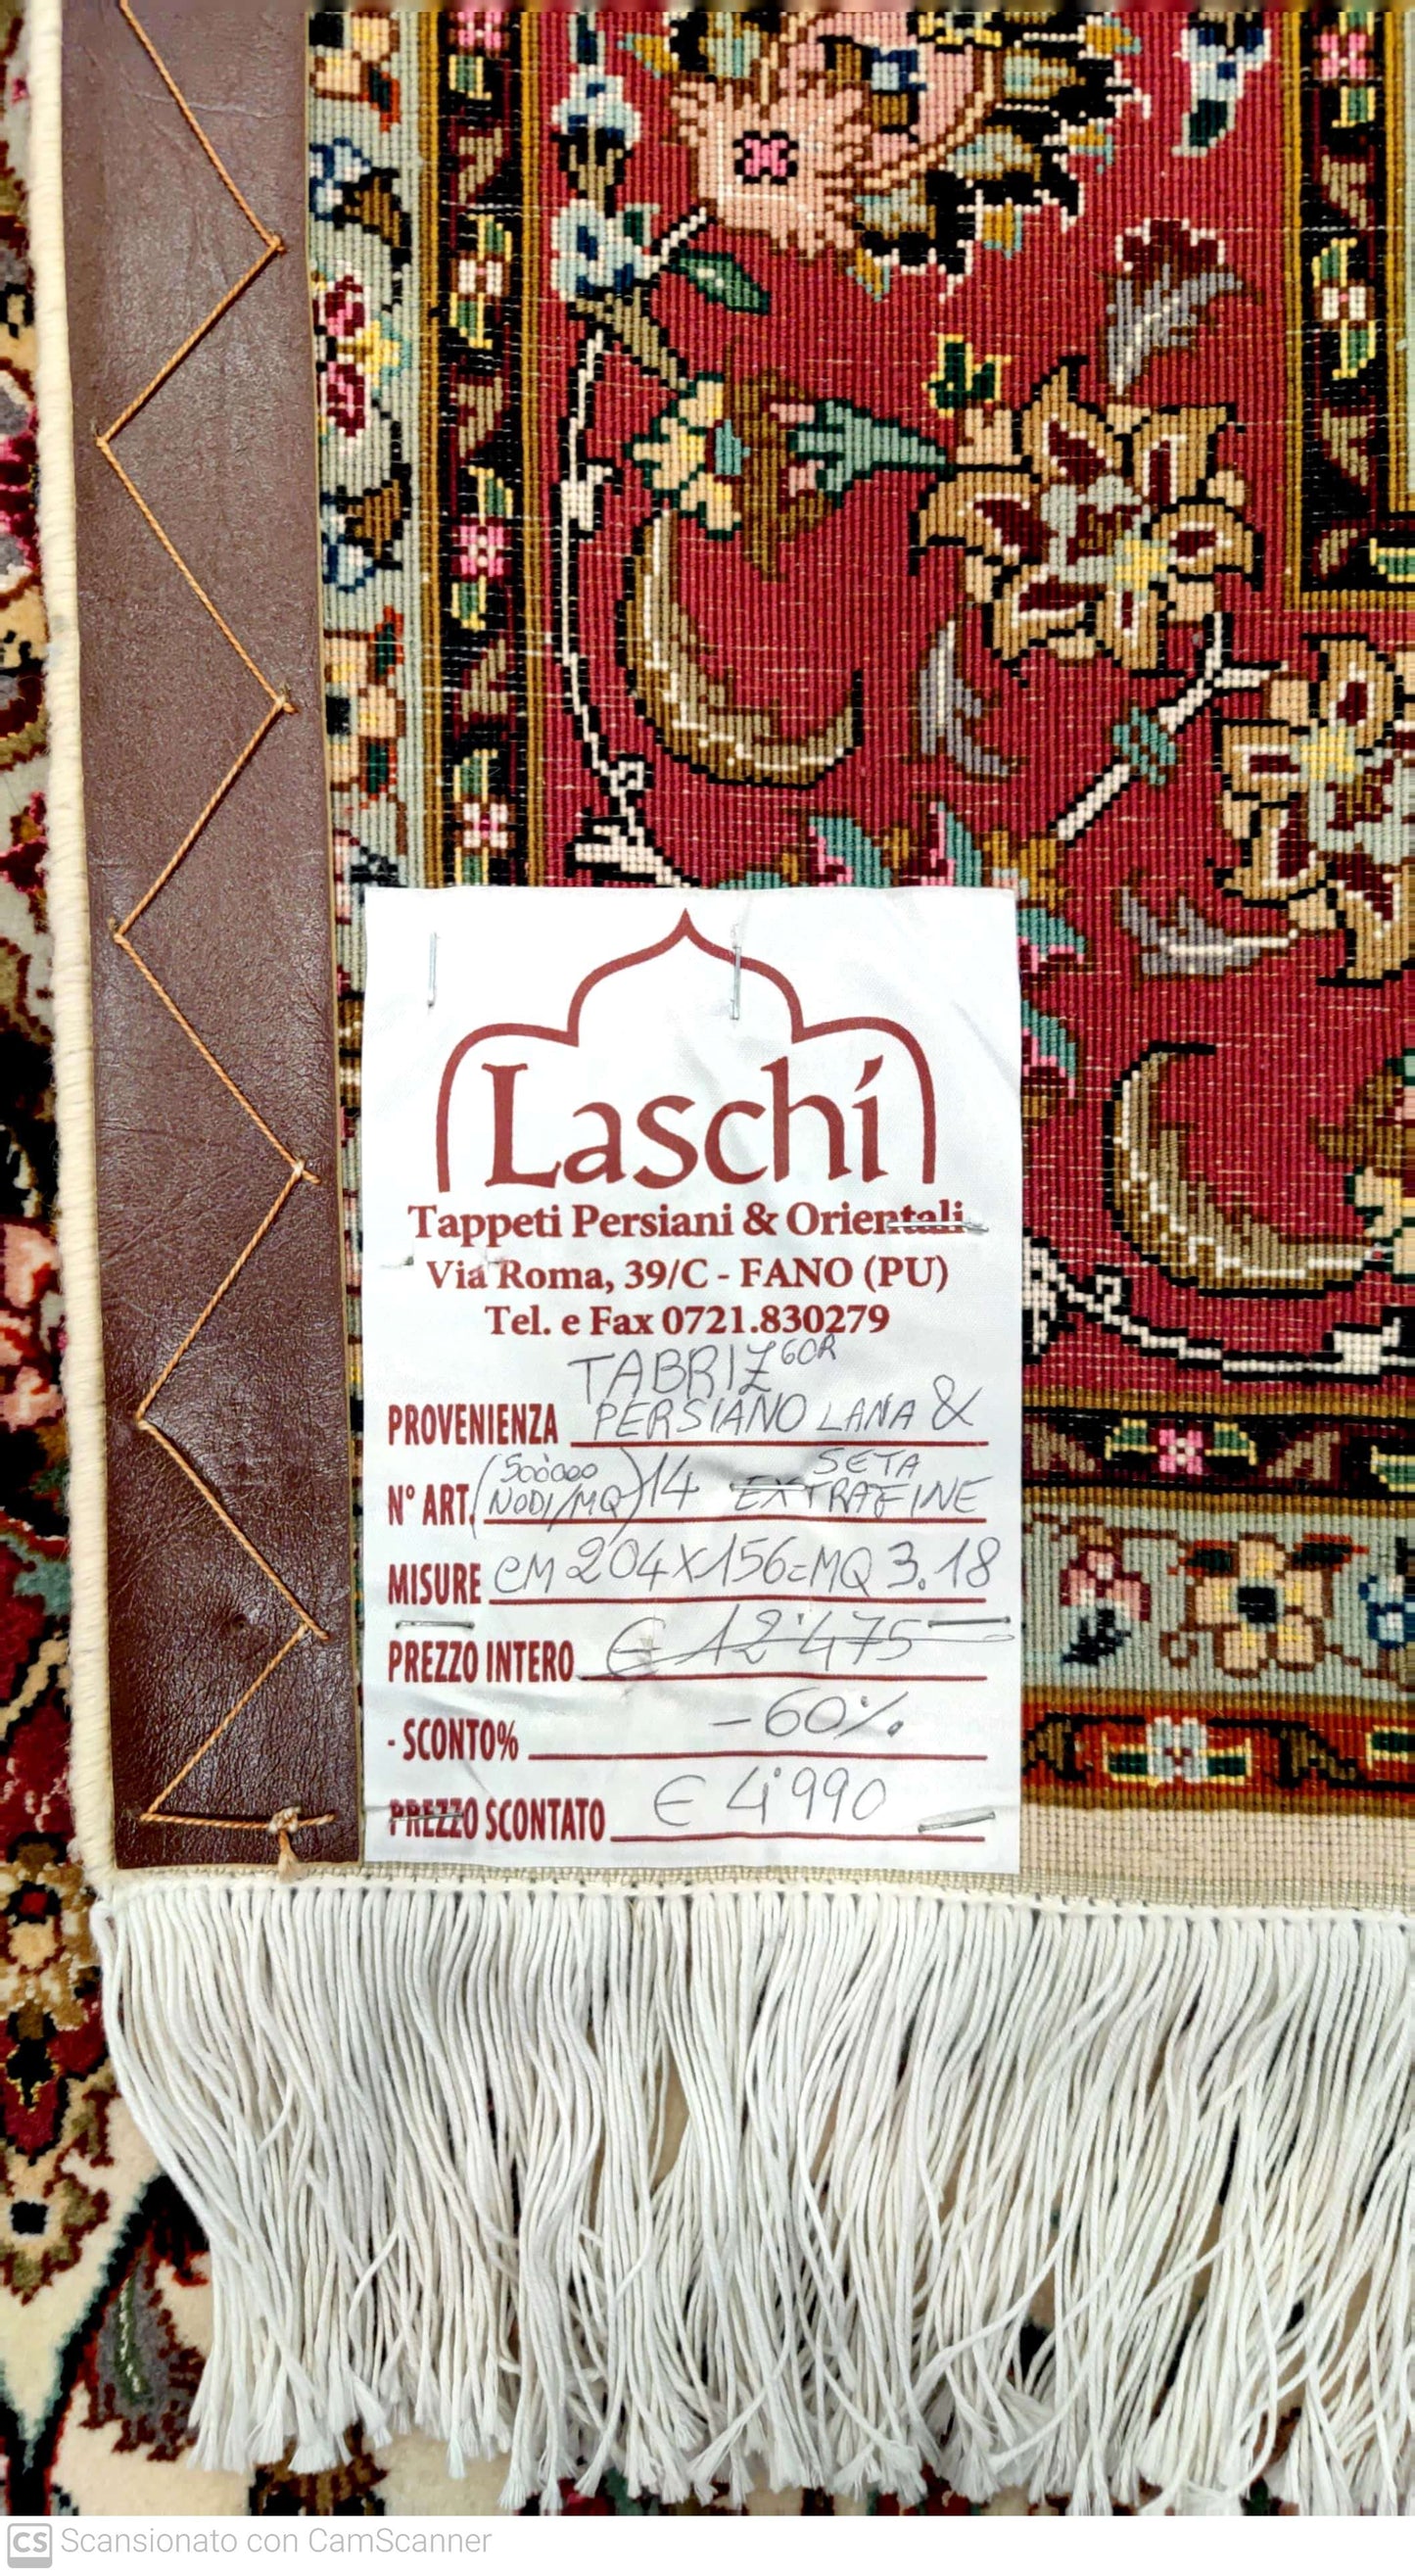 Laschí
Tappeti Persiani & Orientali
Via Roma, 39/C - FANO (PU)
Tel. e Fax 0721.830279
TABRIZ 60R
PROVENIENZA PERSIANO LANA &
SETA
N° ART. (500000 NODI/MQ) 14 EXTRAFINE
MISURE CM 204X156=MQ 3.18
PREZZO INTERO € 12'475
- SCONTO% -60%
PREZZO SCONTATO € 4'990
CS Scansionato con CamScanner